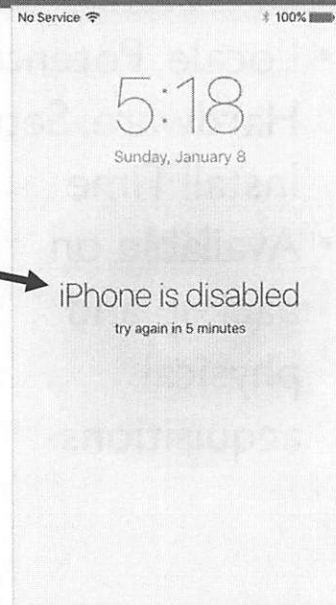 No Service 100%
5:18
Sunday, January 8
iPhone is disabled
try again in 5 minutes